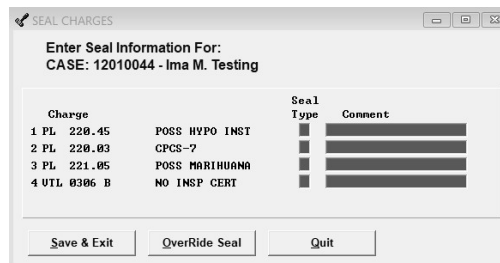 SEAL CHARGES
Enter Seal Information For:
CASE: 12010044 - Ima M. Testing
Seal
Charge Type Comment
1 PL 220.45 POSS HYPO INST
2 PL 220.03 CPCS-7
3 PL 221.05 POSS MARIHUANA
4 VTL 0306 B NO INSP CERT
Save & Exit OverRide Seal Quit